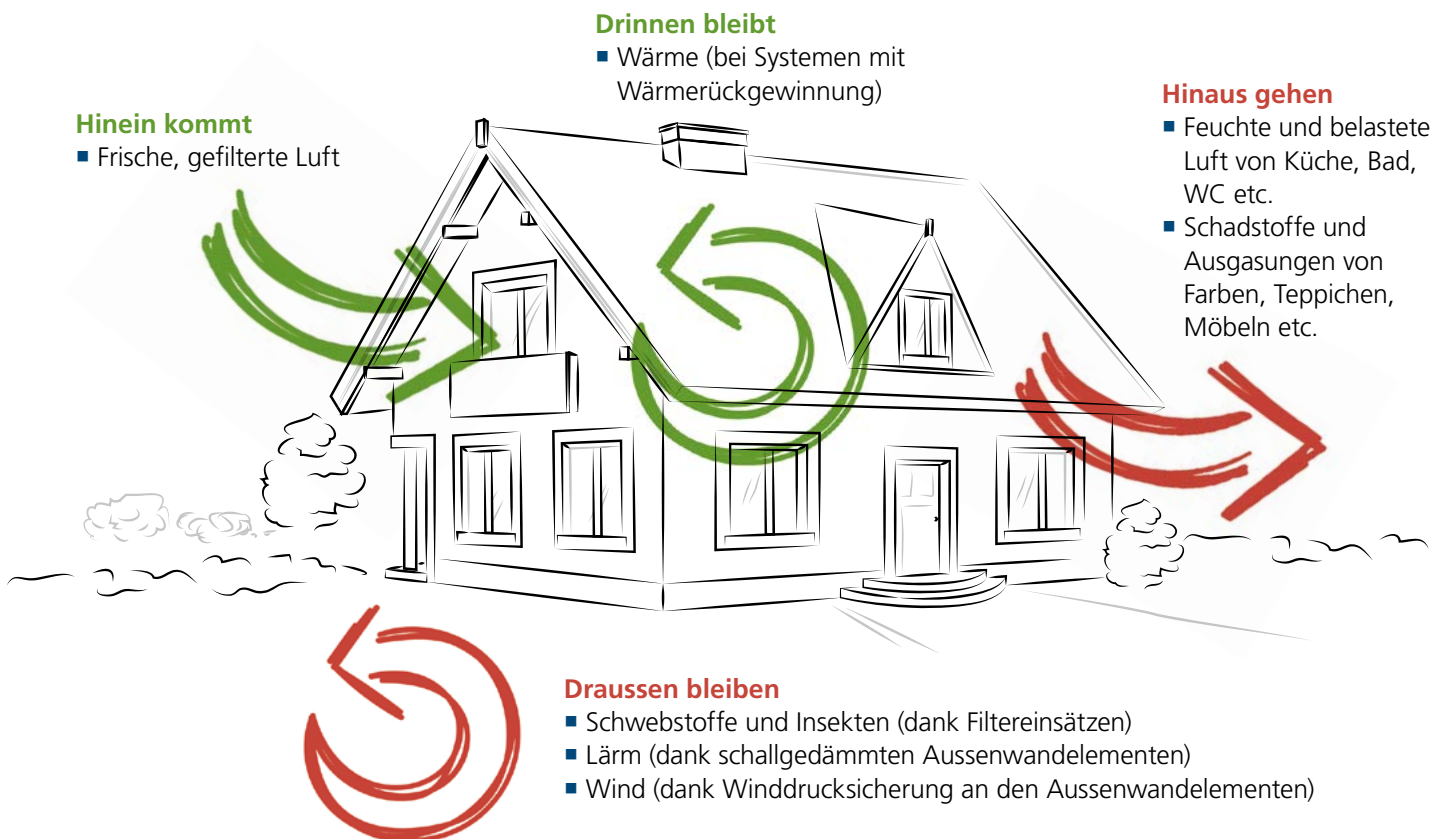 Drinnen bleibt
▪ Wärme (bei Systemen mit
Wärmerückgewinnung)
Hinein kommt
▪ Frische, gefilterte Luft
Hinaus gehen
▪ Feuchte und belastete
Luft von Küche, Bad,
WC etc.
▪ Schadstoffe und
Ausgasungen von
Farben, Teppichen,
Möbeln etc.
Draussen bleiben
▪ Schwebstoffe und Insekten (dank Filtereinsätzen)
▪ Lärm (dank schallgedämmten Aussenwandelementen)
▪ Wind (dank Winddrucksicherung an den Aussenwandelementen)